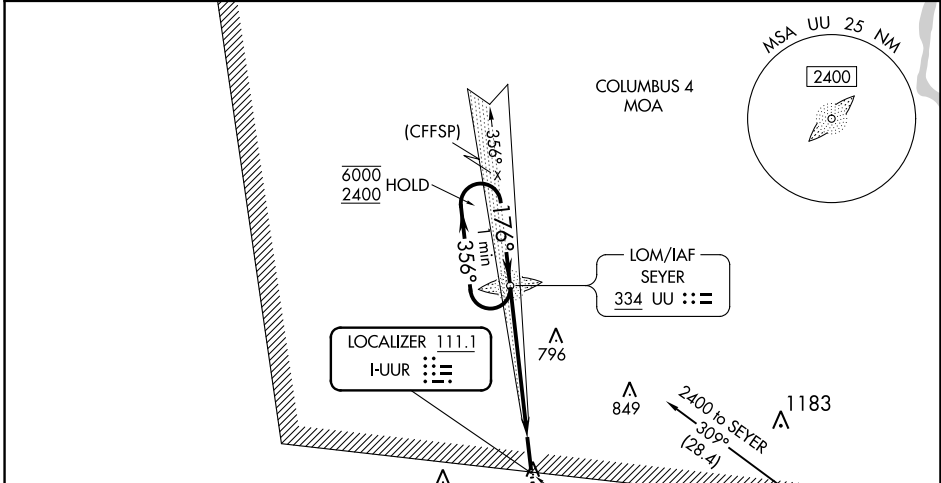 MSA UU 25 NM
2400
COLUMBUS 4
MOA
(CFFSP)
356°
x
6000
2400
HOLD
176°
1 min
356°
LOM/IAF
SEYER
334 UU
LOCALIZER 111.1
I-UUR
796
849
1183
2400 to SEYER
309°
(28.4)